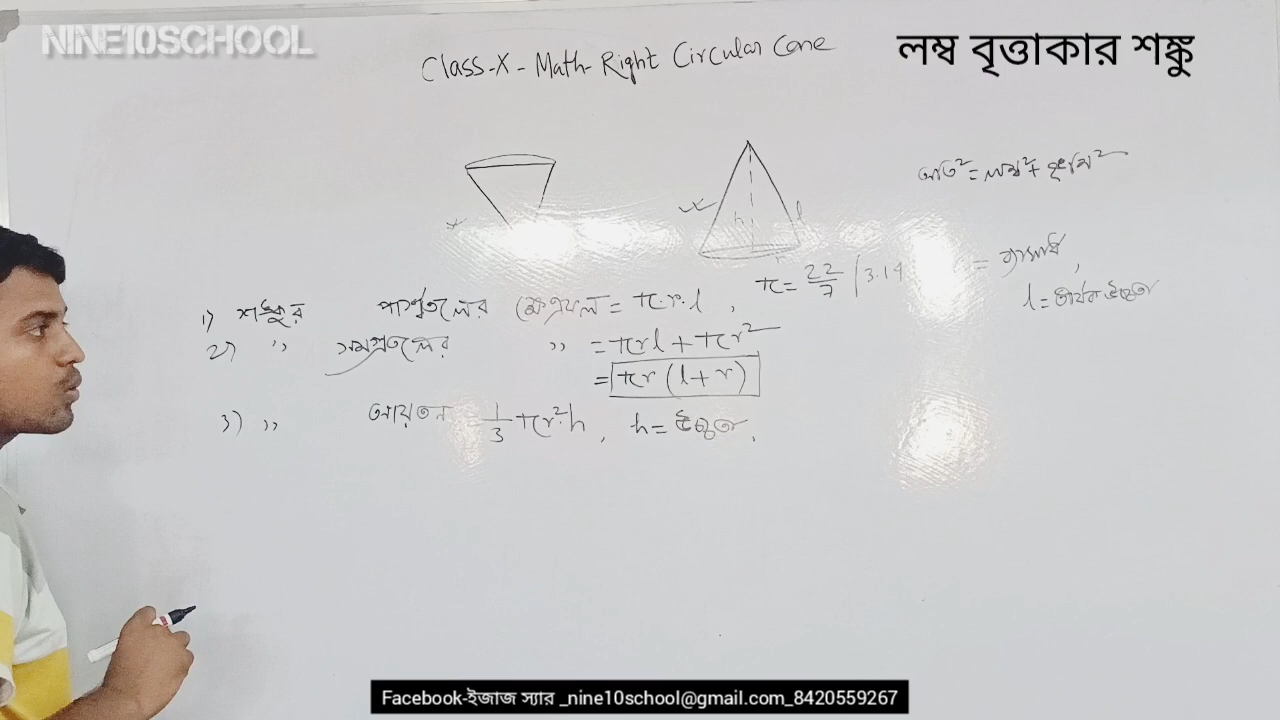 NINE10SCHOOL
Class-X-Math-Right Circular Cone
লম্ব বৃত্তাকার শঙ্কু
অতি² = লম্ব² + ভূমি²
h l
r
1) শঙ্কুর পার্শ্বতলের ক্ষেত্রফল = π.r.l , π = 22/7 / 3.14 = ব্যাসার্ধ,
l = তীর্যক উচ্চতা
2) ,, সমগ্রতলের ,, = πrl + πr²
= πr (l+r)
3) ,, আয়তন = 1/3 πr².h , h = উচ্চতা.
Facebook-ইজাজ স্যার _nine10school@gmail.com_8420559267